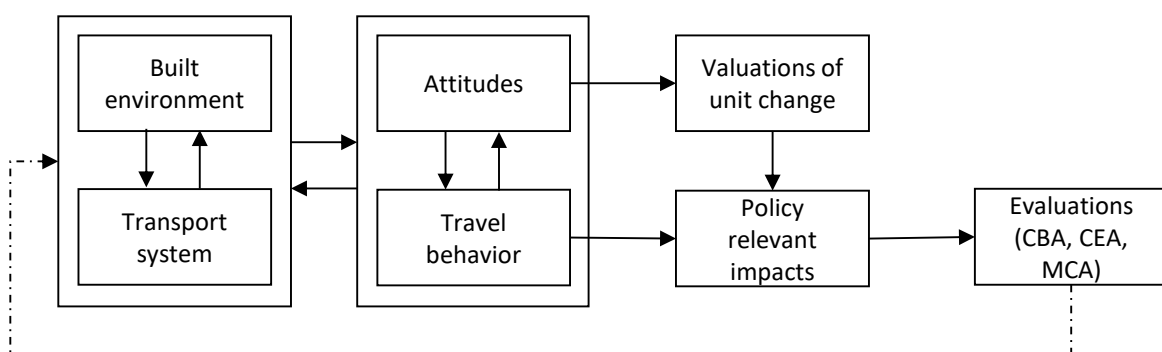 Built
environment
Transport
system
Attitudes
Travel
behavior
Valuations of
unit change
Policy
relevant
impacts
Evaluations
(CBA, CEA,
MCA)